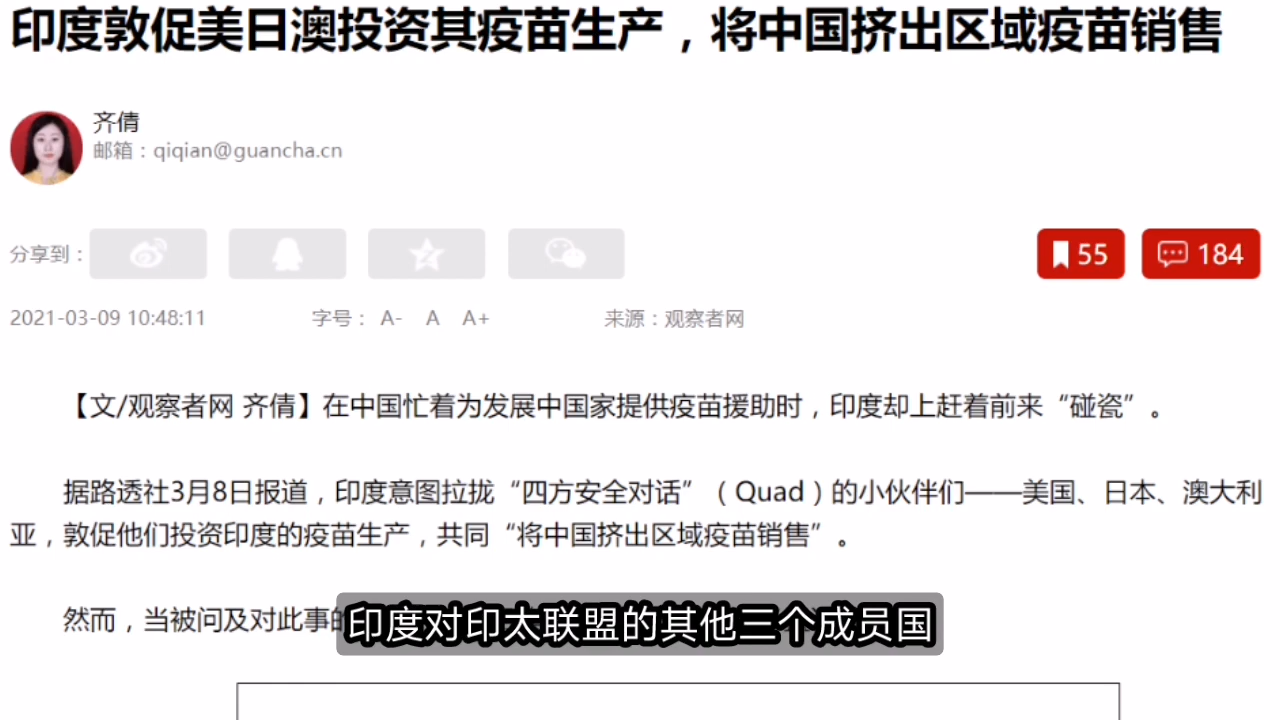 印度敦促美日澳投资其疫苗生产，将中国挤出区域疫苗销售
齐倩
邮箱：qiqian@guancha.cn
分享到：
55
184
2021-03-09 10:48:11 字号： A- A A+ 来源：观察者网
【文/观察者网 齐倩】在中国忙着为发展中国家提供疫苗援助时，印度却上赶着前来“碰瓷”。
据路透社3月8日报道，印度意图拉拢“四方安全对话”（Quad）的小伙伴们——美国、日本、澳大利
亚，敦促他们投资印度的疫苗生产，共同“将中国挤出区域疫苗销售”。
然而，当被问及对此事的
印度对印太联盟的其他三个成员国